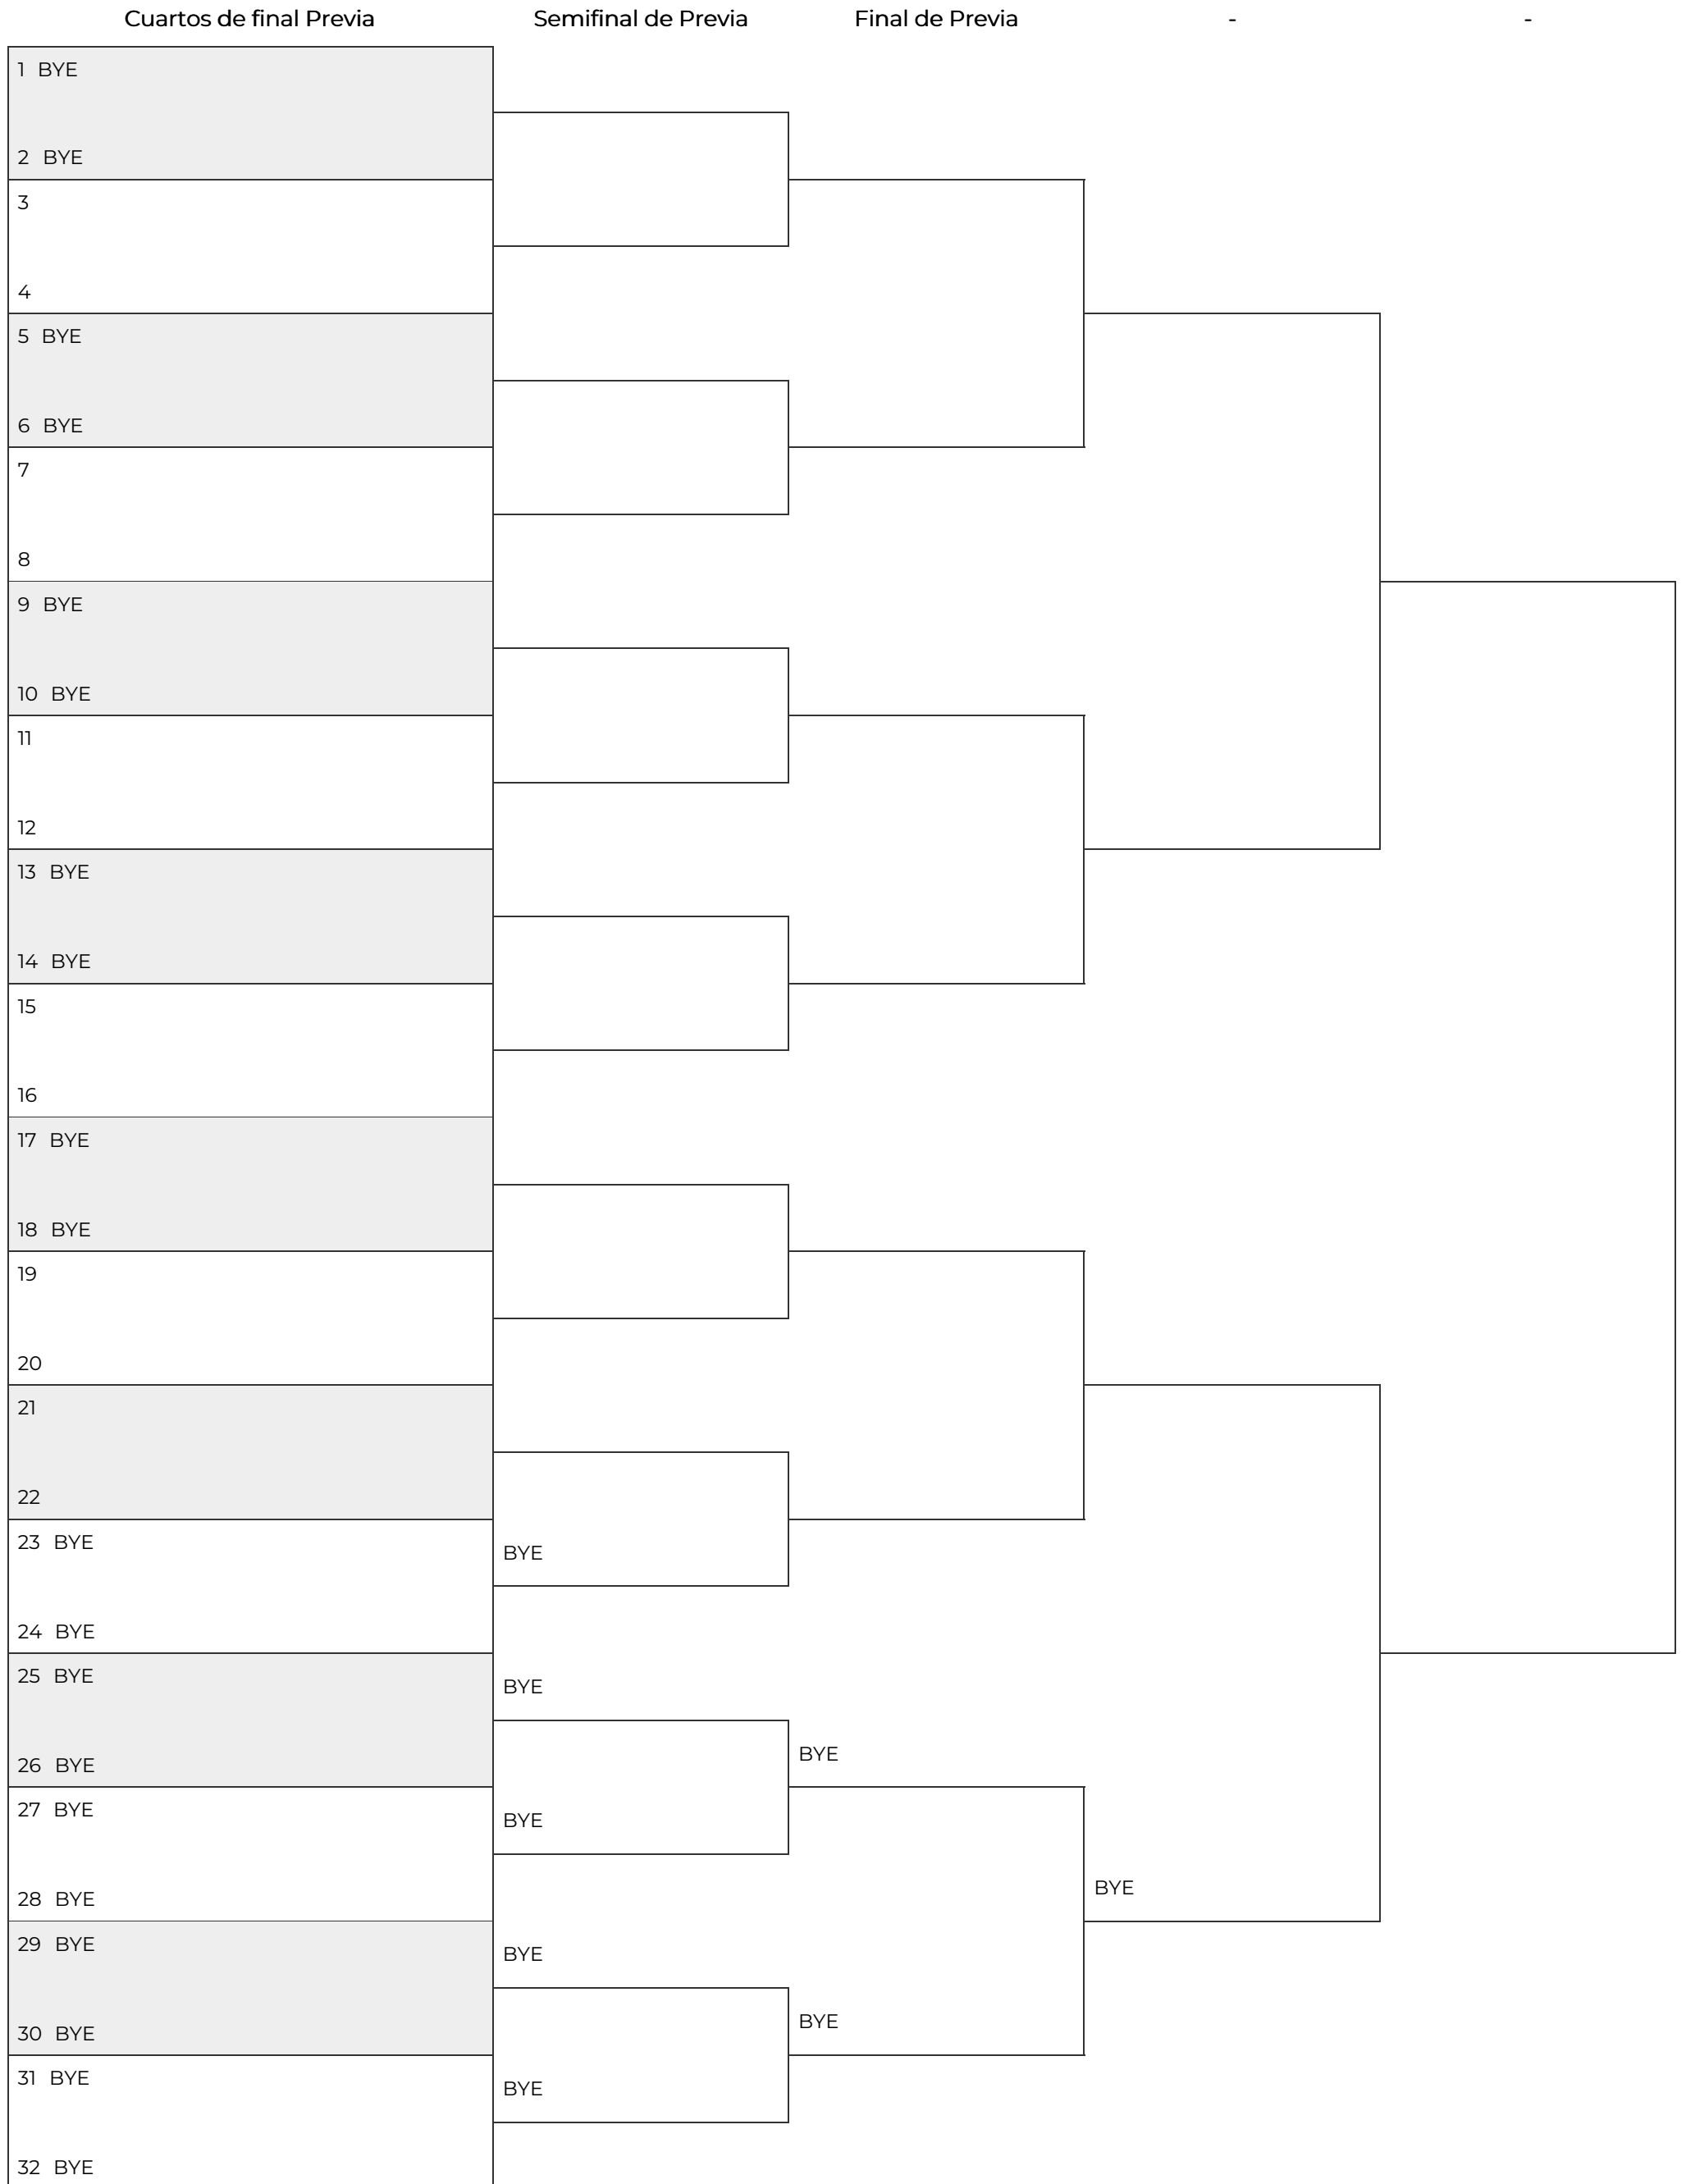 Cuartos de final Previa Semifinal de Previa Final de Previa - -
1 BYE
2 BYE
3
4
5 BYE
6 BYE
7
8
9 BYE
10 BYE
11
12
13 BYE
14 BYE
15
16
17 BYE
18 BYE
19
20
21
22
23 BYE
BYE
24 BYE
25 BYE
BYE
26 BYE
BYE
27 BYE
BYE
28 BYE
BYE
29 BYE
BYE
30 BYE
BYE
31 BYE
BYE
32 BYE